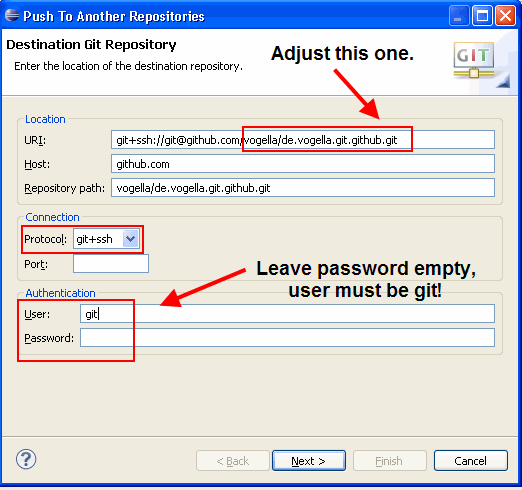 Push To Another Repositories
Destination Git Repository
Enter the location of the destination repository.
Adjust this one.
GIT
Location
URI: git+ssh://git@github.com/vogella/de.vogella.git.github.git
Host: github.com
Repository path: vogella/de.vogella.git.github.git
Connection
Protocol: git+ssh
Port:
Leave password empty,
user must be git!
Authentication
User: git
Password:
? < Back Next > Finish Cancel